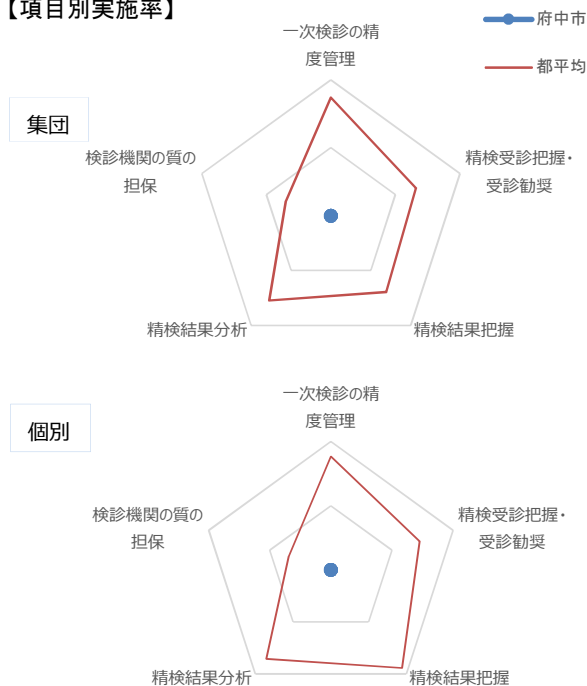 【項目別実施率】
府中市
都平均
集団
一次検診の精
度管理
検診機関の質の
担保
精検受診把握・
受診勧奨
精検結果分析
精検結果把握
個別
一次検診の精
度管理
検診機関の質の
担保
精検受診把握・
受診勧奨
精検結果分析
精検結果把握